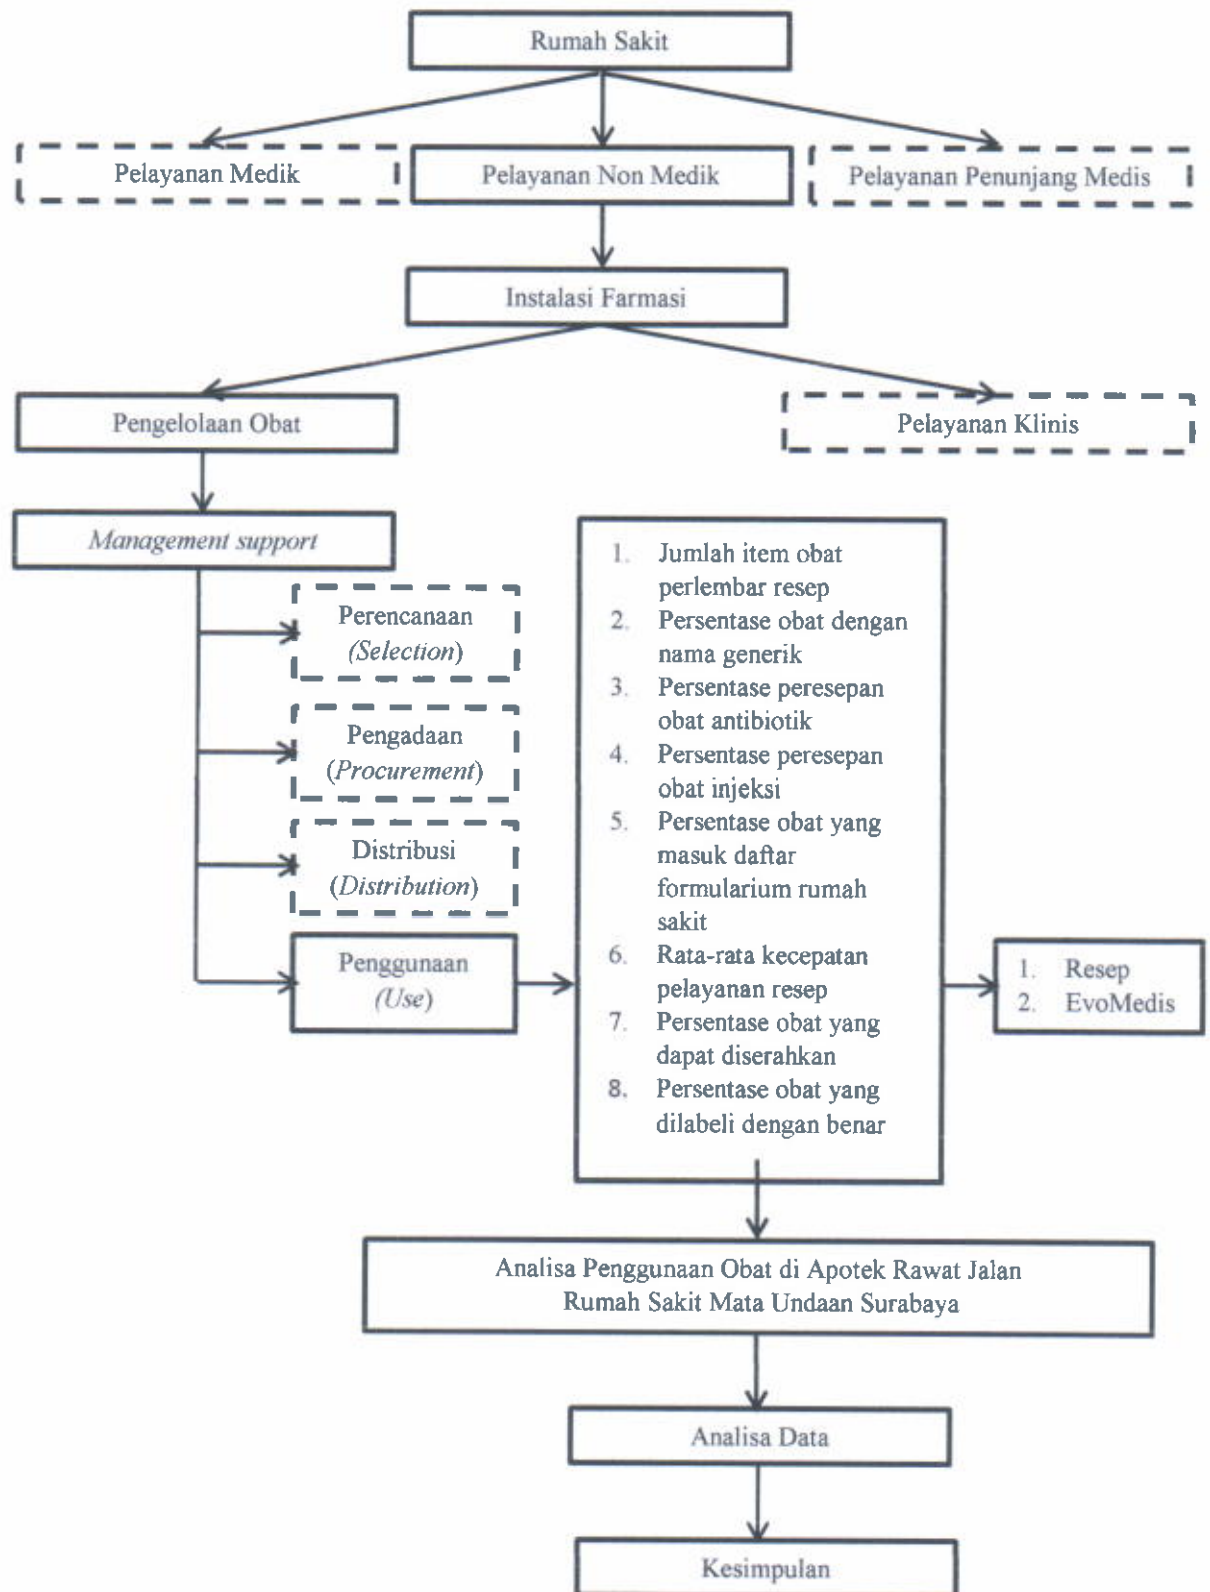 Rumah Sakit
Pelayanan Medik
Pelayanan Non Medik
Pelayanan Penunjang Medis
Instalasi Farmasi
Pengelolaan Obat
Pelayanan Klinis
Management support
Perencanaan
(Selection)
Pengadaan
(Procurement)
Distribusi
(Distribution)
Penggunaan
(Use)
1. Jumlah item obat
perlembar resep
2. Persentase obat dengan
nama generik
3. Persentase peresepan
obat antibiotik
4. Persentase peresepan
obat injeksi
5. Persentase obat yang
masuk daftar
formularium rumah
sakit
6. Rata-rata kecepatan
pelayanan resep
7. Persentase obat yang
dapat diserahkan
8. Persentase obat yang
dilabeli dengan benar
1. Resep
2. EvoMedis
Analisa Penggunaan Obat di Apotek Rawat Jalan
Rumah Sakit Mata Undaan Surabaya
Analisa Data
Kesimpulan